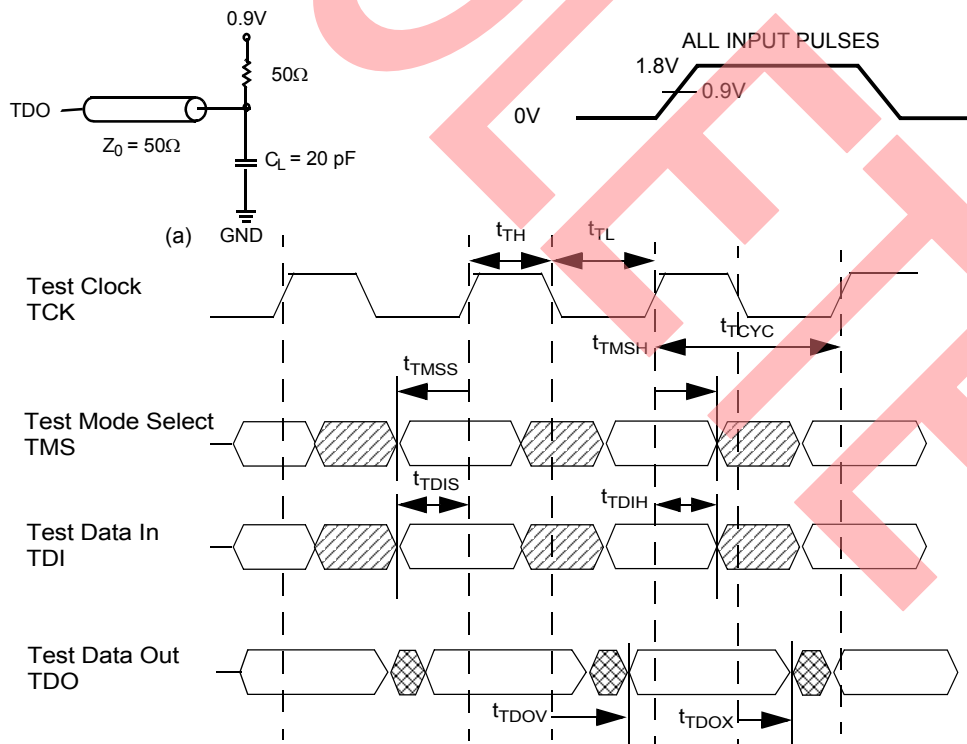 0.9V
50Ω
TDO
Z0 = 50Ω
CL = 20 pF
(a)
GND
ALL INPUT PULSES
1.8V
0.9V
0V
tTH
tTL
Test Clock
TCK
tTCYC
tTMSH
tTMSS
Test Mode Select
TMS
tTDIS
tTDIH
Test Data In
TDI
Test Data Out
TDO
tTDOV
tTDOX